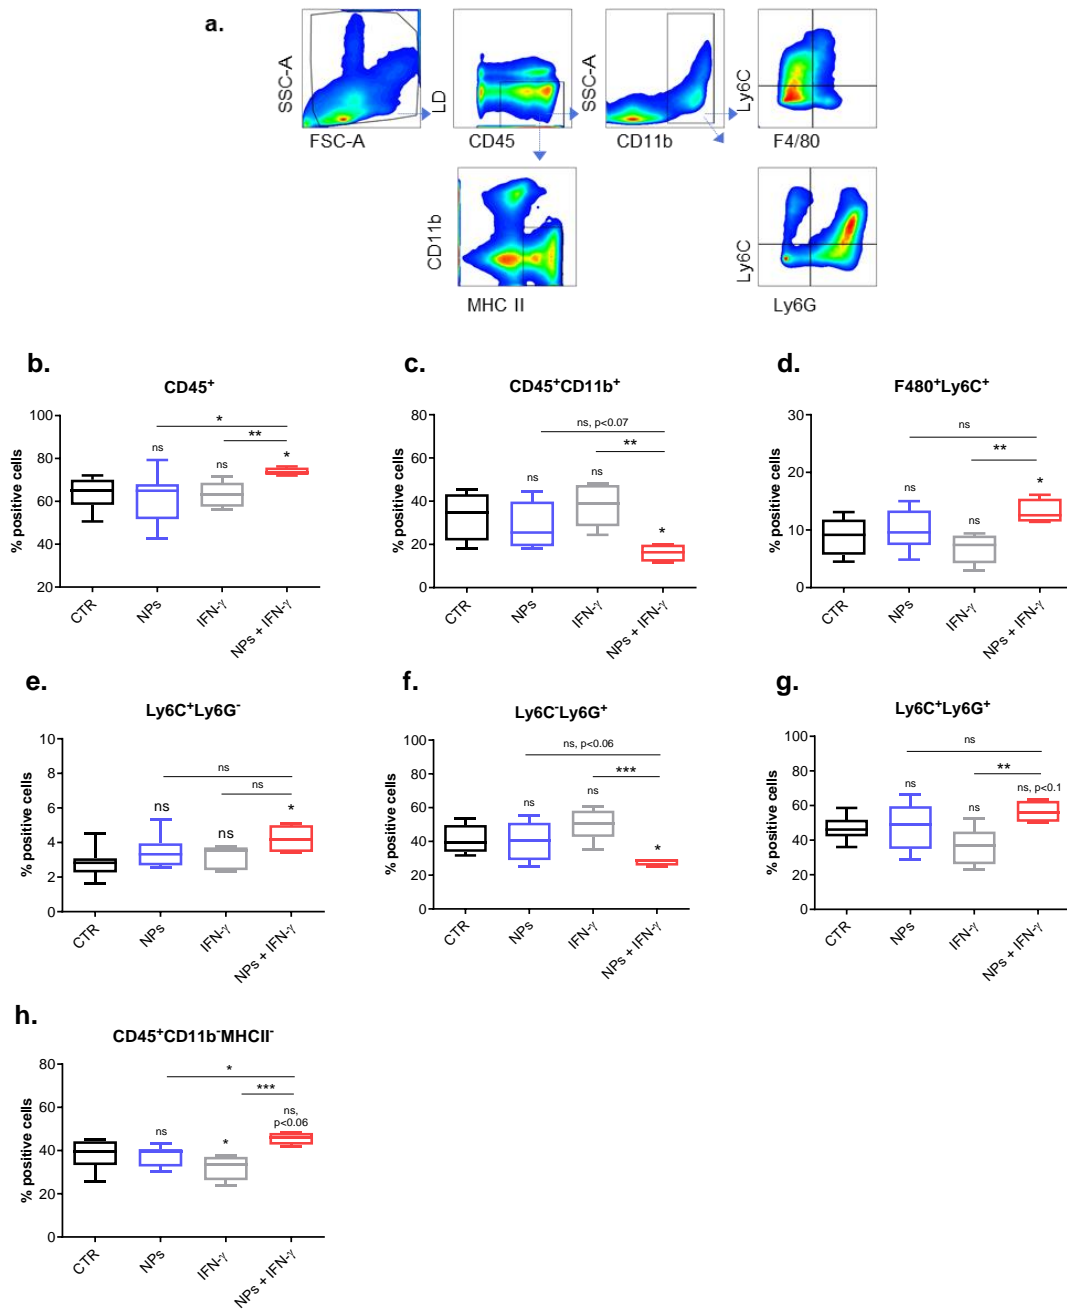 a.
SSC-A
FSC-A
LD
CD45
SSC-A
CD11b
Ly6C
F4/80
CD11b
MHC II
Ly6C
Ly6G
b.
CD45+
% positive cells
100
80
60
40
20
ns
ns
*
*
**
CTR
NPs
IFN-γ
NPs + IFN-γ
c.
CD45+CD11b+
% positive cells
80
60
40
20
0
ns, p<0.07
**
ns
ns
*
CTR
NPs
IFN-γ
NPs + IFN-γ
d.
F480+Ly6C+
% positive cells
30
20
10
0
ns
**
ns
ns
*
CTR
NPs
IFN-γ
NPs + IFN-γ
e.
Ly6C+Ly6G-
% positive cells
10
8
6
4
2
0
ns
ns
ns
ns
*
CTR
NPs
IFN-γ
NPs + IFN-γ
f.
Ly6C-Ly6G+
% positive cells
100
80
60
40
20
0
ns, p<0.06
***
ns
ns
*
CTR
NPs
IFN-γ
NPs + IFN-γ
g.
Ly6C+Ly6G+
% positive cells
100
80
60
40
20
0
ns
**
ns
ns
ns, p<0.1
CTR
NPs
IFN-γ
NPs + IFN-γ
h.
CD45+CD11b-MHCII-
% positive cells
80
60
40
20
0
*
***
ns
*
ns,
p<0.06
CTR
NPs
IFN-γ
NPs + IFN-γ